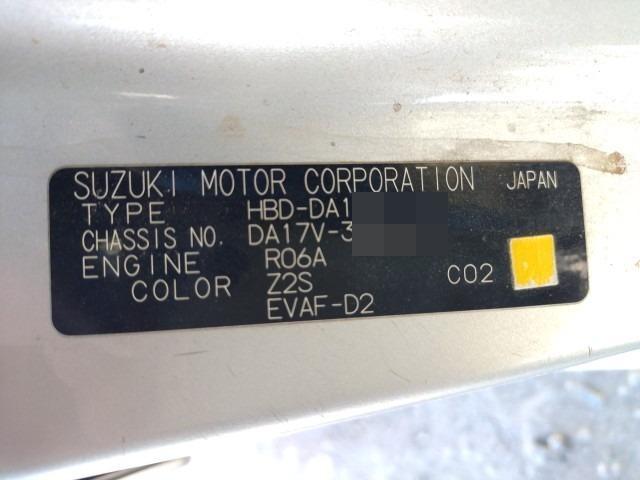 SUZUKI MOTOR CORPORATION JAPAN
TYPE HBD-DA1
CHASSIS NO. DA17V-3
ENGINE R06A
COLOR Z2S CO2
EVAF-D2